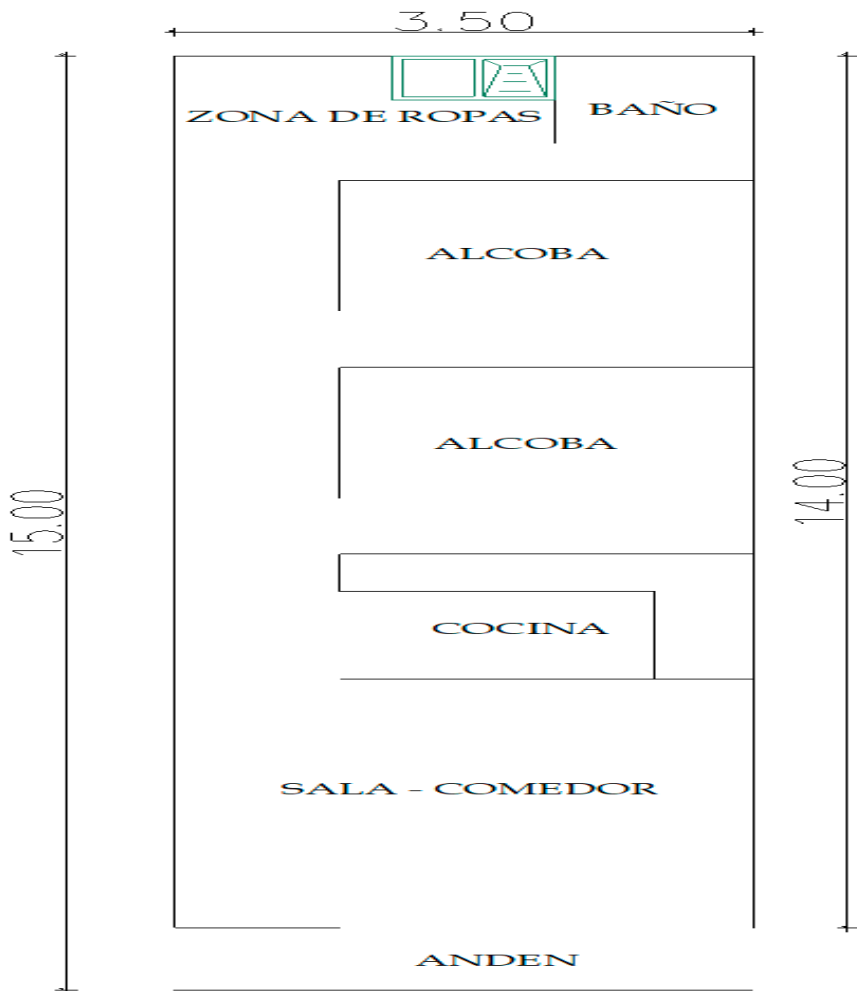 3.50
ZONA DE ROPAS
BAÑO
ALCOBA
ALCOBA
15.00
14.00
COCINA
SALA - COMEDOR
ANDEN